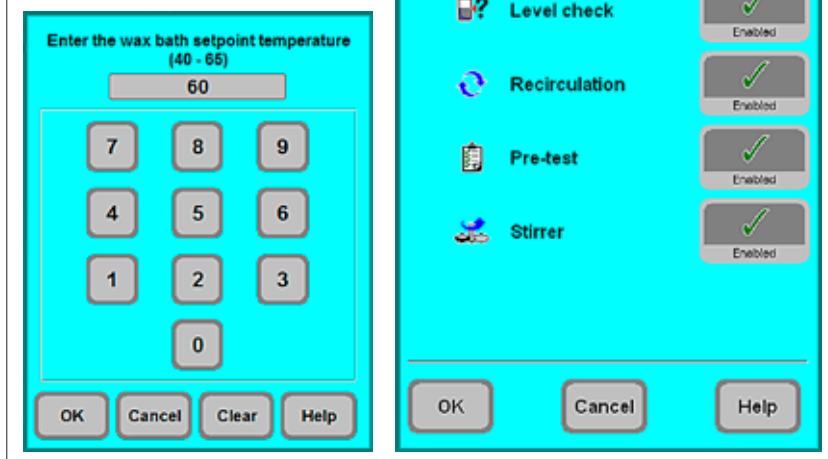 Enter the wax bath setpoint temperature
(40 - 65)
60
7 8 9
4 5 6
1 2 3
0
OK Cancel Clear Help
? Level check
Enabled
Recirculation
Enabled
Pre-test
Enabled
Stirrer
Enabled
OK Cancel Help